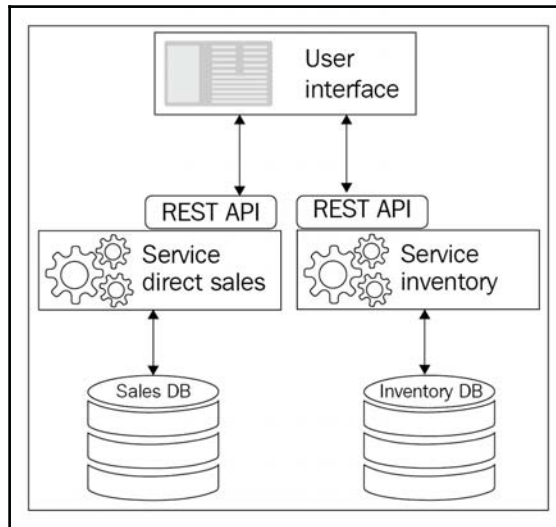 User
interface
REST API
REST API
Service
direct sales
Service
inventory
Sales DB
Inventory DB